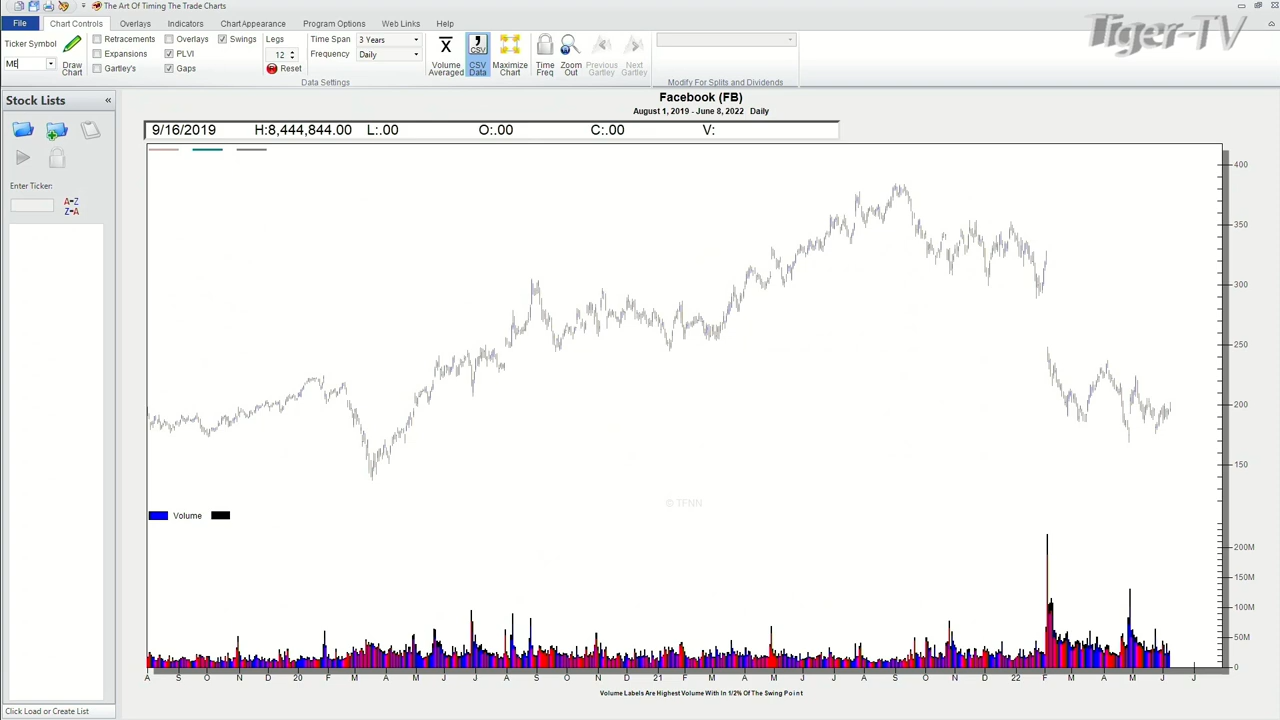 The Art Of Timing The Trade Charts
File Chart Controls Overlays Indicators Chart Appearance Program Options Web Links Help
Tiger-TV
Ticker Symbol
ME
Draw Chart
Retracements Overlays Swings
Expansions PLVI
Gartley's Gaps
Legs
12
Reset
Time Span 3 Years
Frequency Daily
Data Settings
Volume Averaged
CSV
CSV Data
Maximize Chart
Time Freq
Zoom Out
Previous Gartley
Next Gartley
Modify For Splits and Dividends
Stock Lists «
Enter Ticker:
A-Z
Z-A
Click Load or Create List
Facebook (FB)
August 1, 2019 - June 8, 2022 Daily
9/16/2019 H:8,444,844.00 L:.00 O:.00 C:.00 V:
400
350
300
250
200
150
© TFNN
Volume
200M
150M
100M
50M
0
A S O N D 20 F M A M J J A S O N D 21 F M A M J J A S O N D 22 F M A M J J
Volume Labels Are Highest Volume With In 1/2% Of The Swing Point